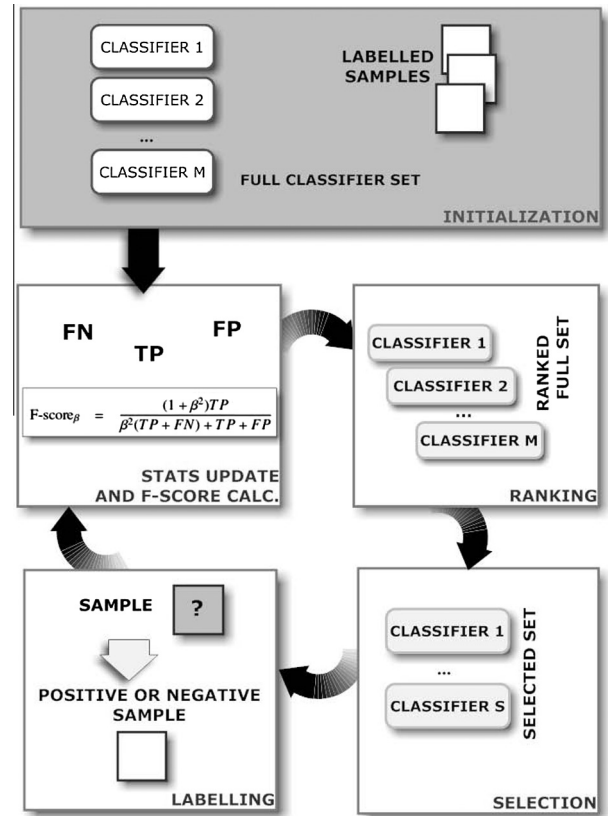 CLASSIFIER 1
CLASSIFIER 2
...
CLASSIFIER M
LABELLED
SAMPLES
FULL CLASSIFIER SET
INITIALIZATION
FN
TP
FP
F-scoreβ = (1 + β²)TP / β²(TP + FN) + TP + FP
STATS UPDATE
AND F-SCORE CALC.
CLASSIFIER 1
CLASSIFIER 2
...
CLASSIFIER M
RANKED
FULL SET
RANKING
SAMPLE
?
POSITIVE OR NEGATIVE
SAMPLE
LABELLING
CLASSIFIER 1
...
CLASSIFIER S
SELECTED SET
SELECTION